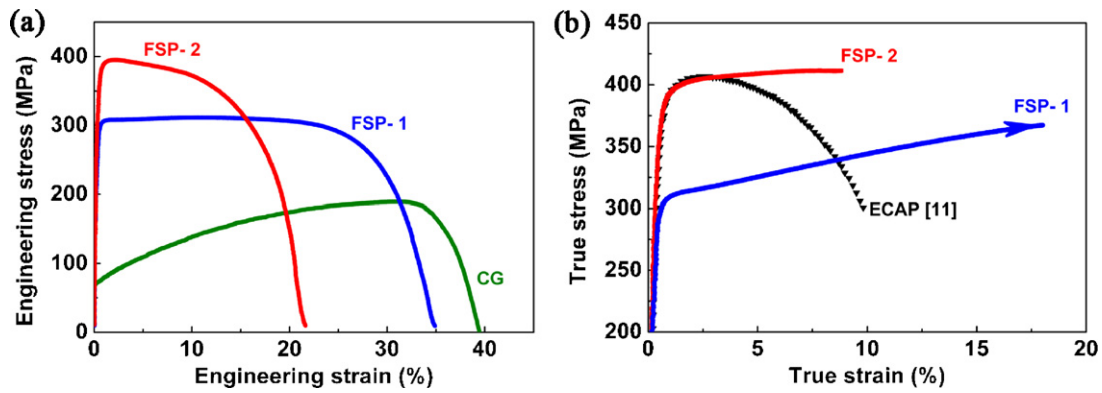 (a)
Engineering stress (MPa)
400
300
200
100
0
FSP- 2
FSP- 1
CG
0 10 20 30 40
Engineering strain (%)
(b)
True stress (MPa)
450
400
350
300
250
200
FSP- 2
FSP- 1
ECAP [11]
0 5 10 15 20
True strain (%)